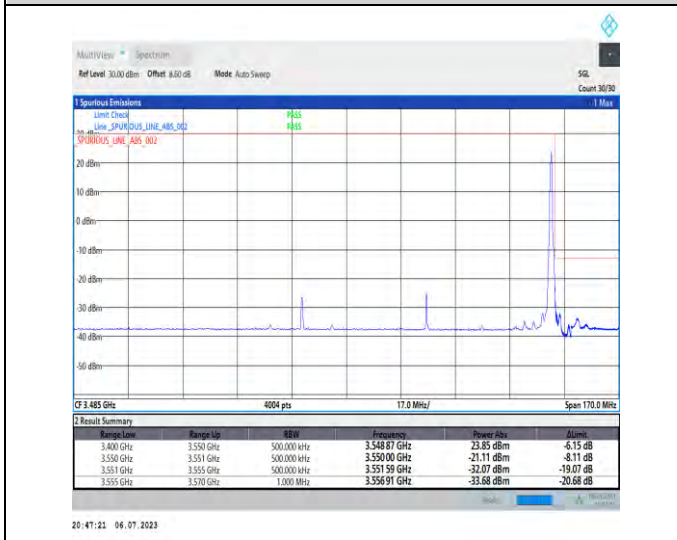 MultiView Spectrum
Ref Level 30.00 dBm Offset 8.60 dB Mode Auto Sweep SGL
Count 30/30
1 Spurious Emissions 1 Max
Limit Check PASS
Line _SPURIOUS_LINE_ABS_002 PASS
_SPURIOUS_LINE_ABS_002
20 dBm
10 dBm
0 dBm
-10 dBm
-20 dBm
-30 dBm
-40 dBm
-50 dBm
CF 3.485 GHz 4004 pts 17.0 MHz/ Span 170.0 MHz
2 Result Summary
Range Low Range Up RBW Frequency Power Abs ΔLimit
3.400 GHz 3.550 GHz 500.000 kHz 3.548 87 GHz 23.85 dBm -6.15 dB
3.550 GHz 3.551 GHz 500.000 kHz 3.550 00 GHz -21.11 dBm -8.11 dB
3.551 GHz 3.555 GHz 500.000 kHz 3.551 59 GHz -32.07 dBm -19.07 dB
3.555 GHz 3.570 GHz 1.000 MHz 3.556 91 GHz -33.68 dBm -20.68 dB
20:47:21 06.07.2023